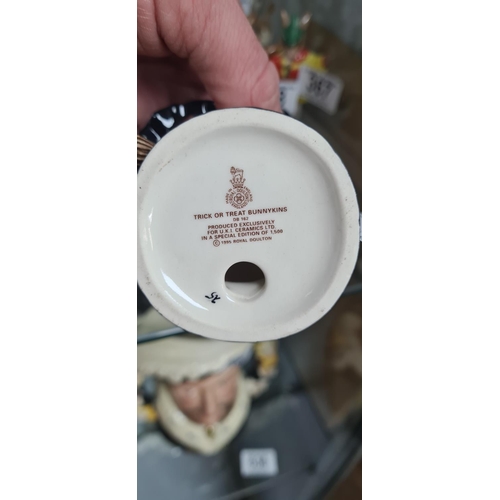 TRICK OR TREAT BUNNYKINS
DB 162
PRODUCED EXCLUSIVELY
FOR U.K.I. CERAMICS LTD.
IN A SPECIAL EDITION OF 1,500
© 1995 ROYAL DOULTON
357